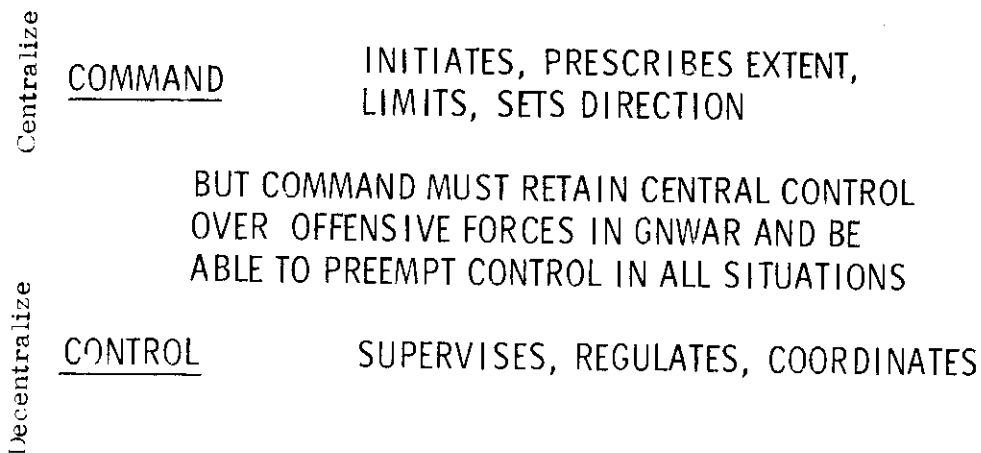 Centralize
COMMAND
INITIATES, PRESCRIBES EXTENT,
LIMITS, SETS DIRECTION
BUT COMMAND MUST RETAIN CENTRAL CONTROL
OVER OFFENSIVE FORCES IN GNWAR AND BE
ABLE TO PREEMPT CONTROL IN ALL SITUATIONS
Decentralize
CONTROL
SUPERVISES, REGULATES, COORDINATES